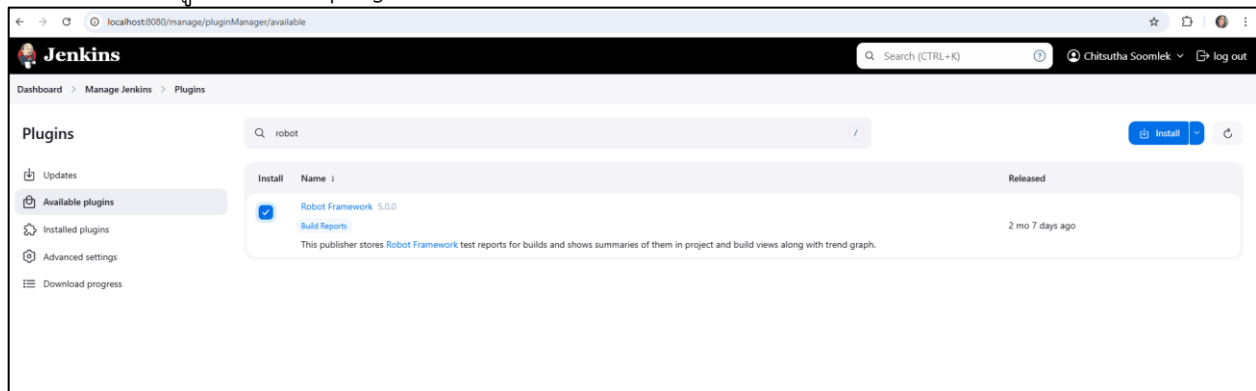 localhost:8080/manage/pluginManager/available
Jenkins
Search (CTRL+K)
Chitsutha Soomlek
log out
Dashboard > Manage Jenkins > Plugins
Plugins
robot
/
Install
Updates
Available plugins
Installed plugins
Advanced settings
Download progress
Install Name ↓ Released
Robot Framework 5.0.0
Build Reports
2 mo 7 days ago
This publisher stores Robot Framework test reports for builds and shows summaries of them in project and build views along with trend graph.